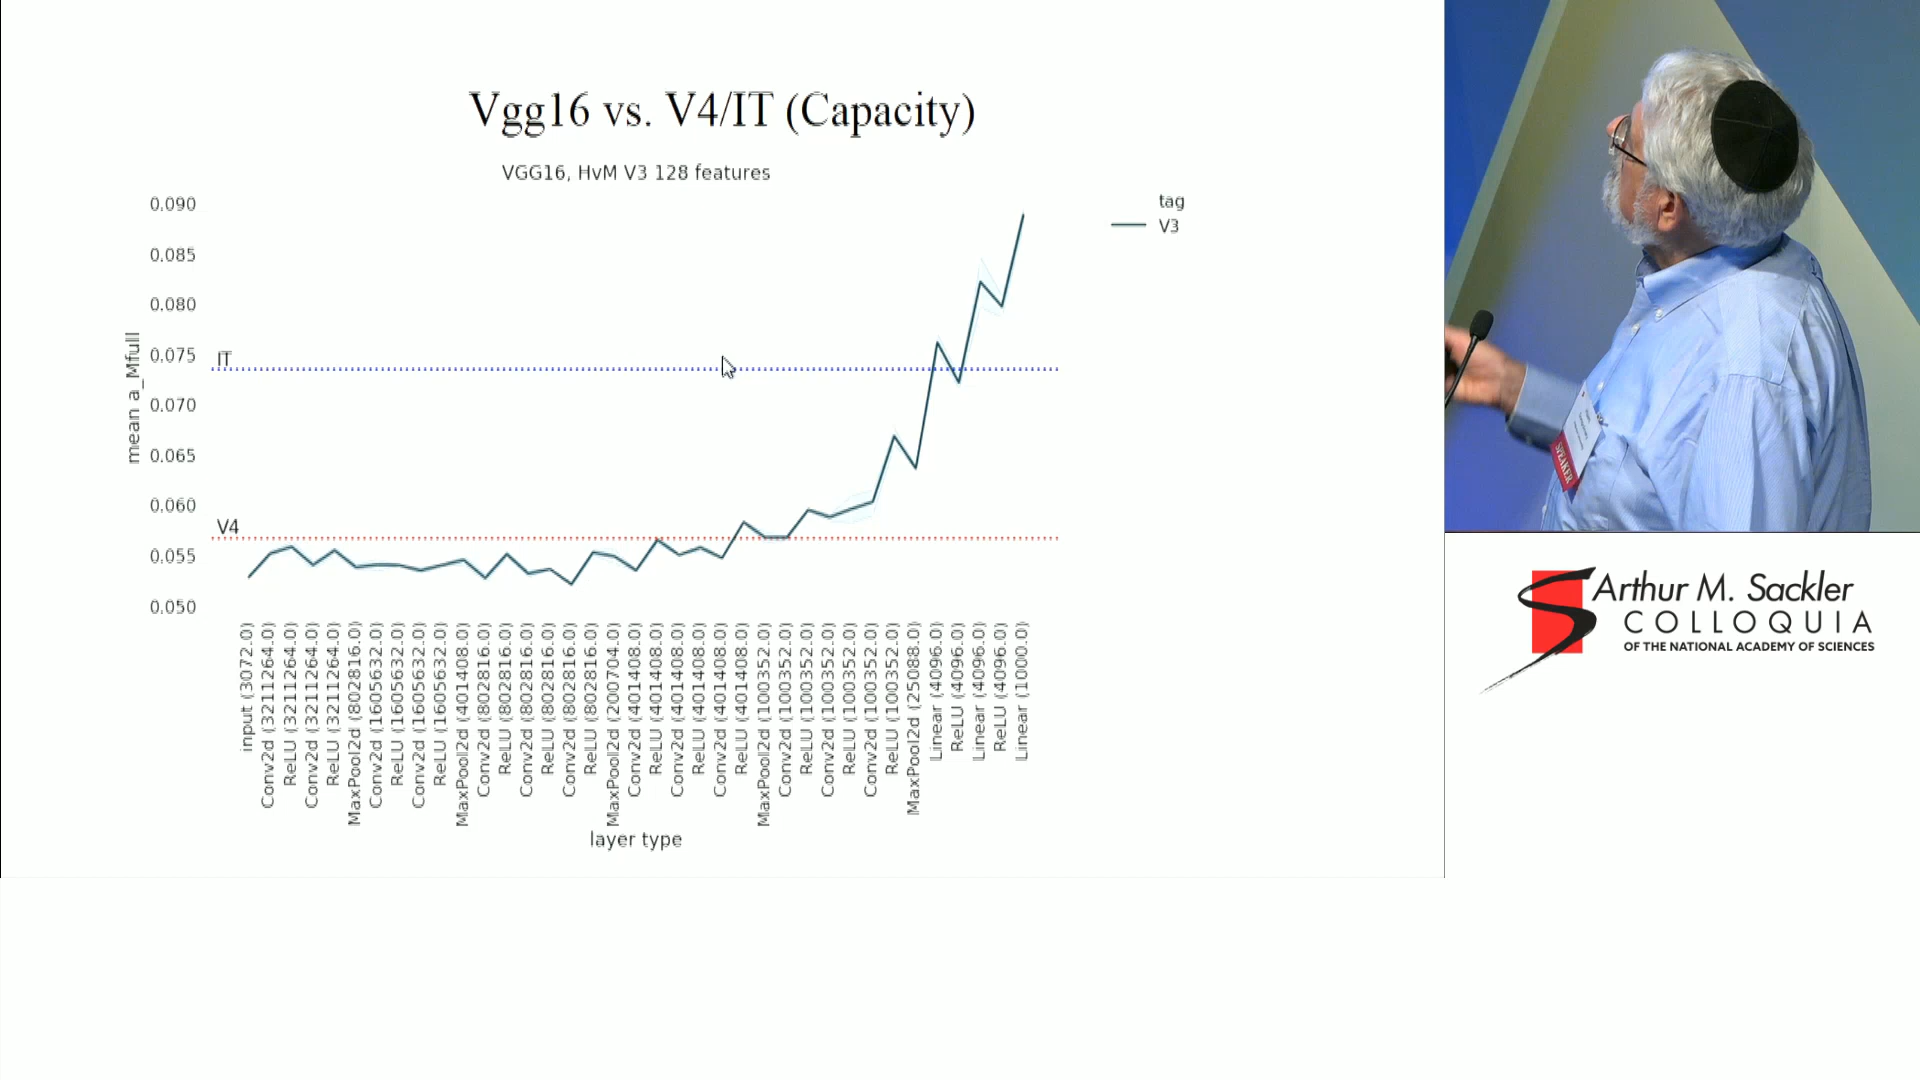 Vgg16 vs. V4/IT (Capacity)
VGG16, HvM V3 128 features
tag
V3
0.090
0.085
0.080
0.075
0.070
0.065
0.060
0.055
0.050
mean a_Mfull
IT
V4
input (3072.0)
Conv2d (3211264.0)
ReLU (3211264.0)
Conv2d (3211264.0)
ReLU (3211264.0)
MaxPool2d (802816.0)
Conv2d (1605632.0)
ReLU (1605632.0)
Conv2d (1605632.0)
ReLU (1605632.0)
MaxPool2d (401408.0)
Conv2d (802816.0)
ReLU (802816.0)
Conv2d (802816.0)
ReLU (802816.0)
Conv2d (802816.0)
ReLU (802816.0)
MaxPool2d (200704.0)
Conv2d (401408.0)
ReLU (401408.0)
Conv2d (401408.0)
ReLU (401408.0)
Conv2d (401408.0)
ReLU (401408.0)
MaxPool2d (100352.0)
Conv2d (100352.0)
ReLU (100352.0)
Conv2d (100352.0)
ReLU (100352.0)
Conv2d (100352.0)
ReLU (100352.0)
MaxPool2d (25088.0)
Linear (4096.0)
ReLU (4096.0)
Linear (4096.0)
ReLU (4096.0)
Linear (1000.0)
layer type
SPEAKER
Arthur M. Sackler
COLLOQUIA
OF THE NATIONAL ACADEMY OF SCIENCES